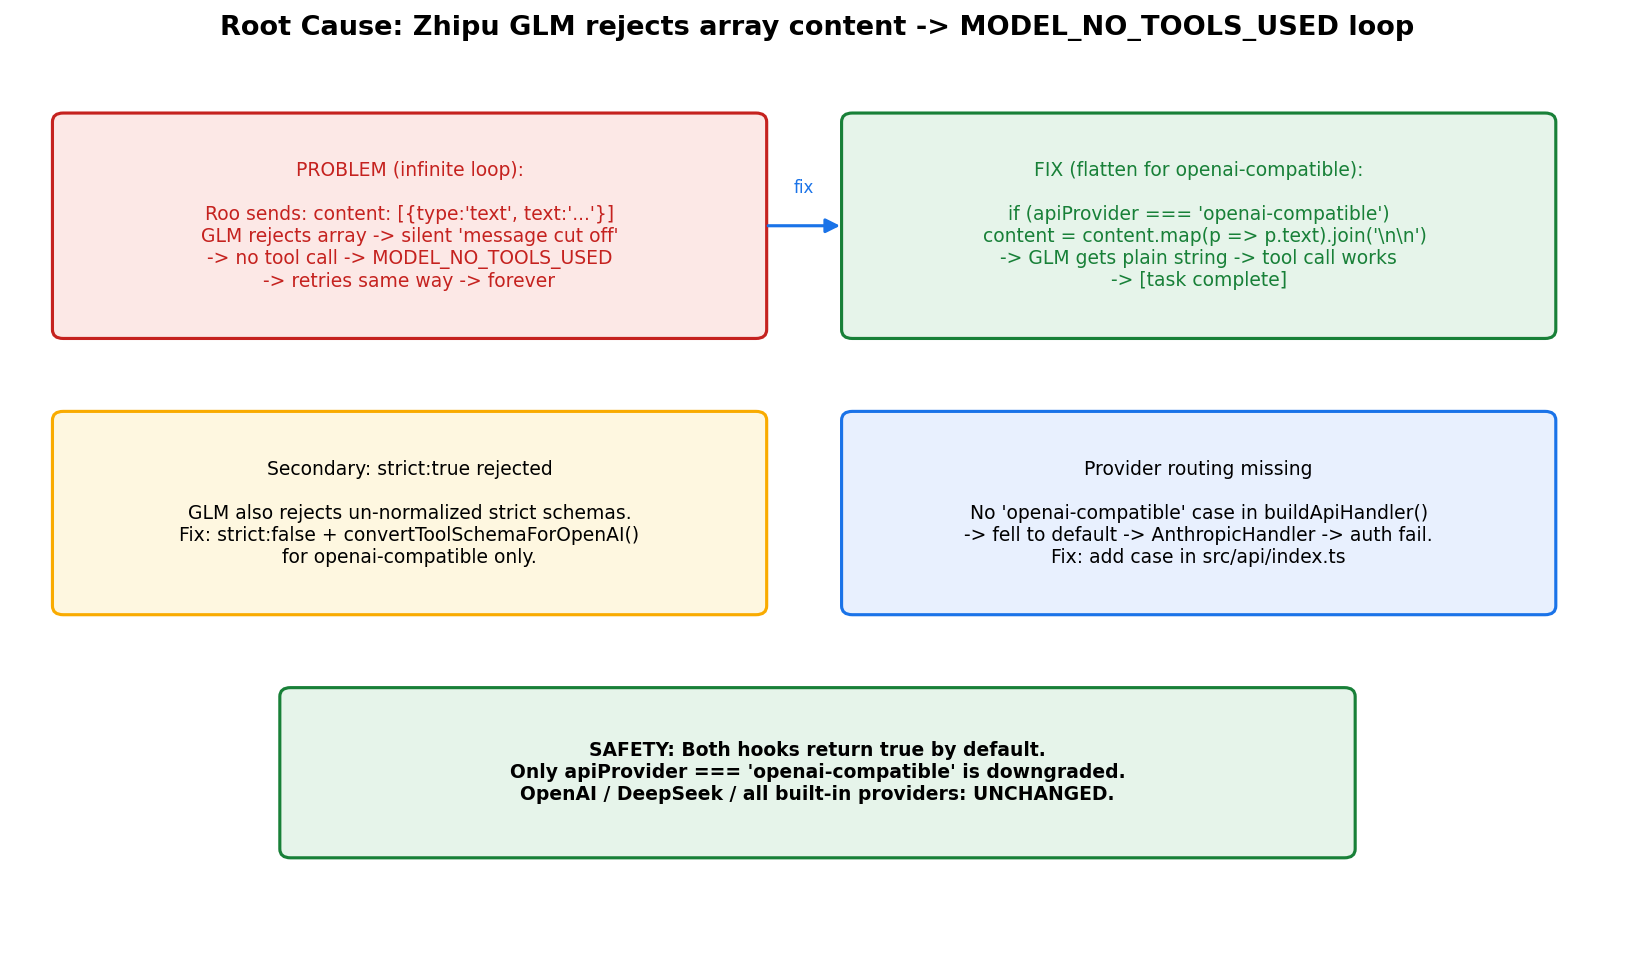 Root Cause: Zhipu GLM rejects array content -> MODEL_NO_TOOLS_USED loop
PROBLEM (infinite loop):
Roo sends: content: [{type:'text', text:'...'}]
GLM rejects array -> silent 'message cut off'
-> no tool call -> MODEL_NO_TOOLS_USED
-> retries same way -> forever
fix
FIX (flatten for openai-compatible):
if (apiProvider === 'openai-compatible')
content = content.map(p => p.text).join('\n\n')
-> GLM gets plain string -> tool call works
-> [task complete]
Secondary: strict:true rejected
GLM also rejects un-normalized strict schemas.
Fix: strict:false + convertToolSchemaForOpenAI()
for openai-compatible only.
Provider routing missing
No 'openai-compatible' case in buildApiHandler()
-> fell to default -> AnthropicHandler -> auth fail.
Fix: add case in src/api/index.ts
SAFETY: Both hooks return true by default.
Only apiProvider === 'openai-compatible' is downgraded.
OpenAI / DeepSeek / all built-in providers: UNCHANGED.